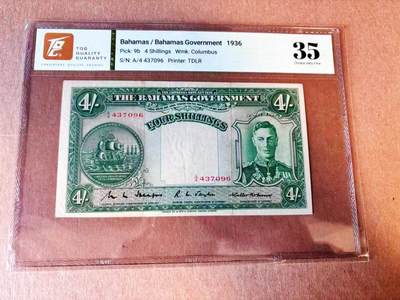 TQG
QUALITY
GUARANTY
Bahamas / Bahamas Government 1936
Pick: 9b 4 Shillings Wmk: Columbus
S/N: A/4 437096 Printer: TDLR
35
4/- THE BAHAMAS GOVERNMENT 4/-
FOUR SHILLINGS
A/4 437096
A/4 437096
4/- 4/-